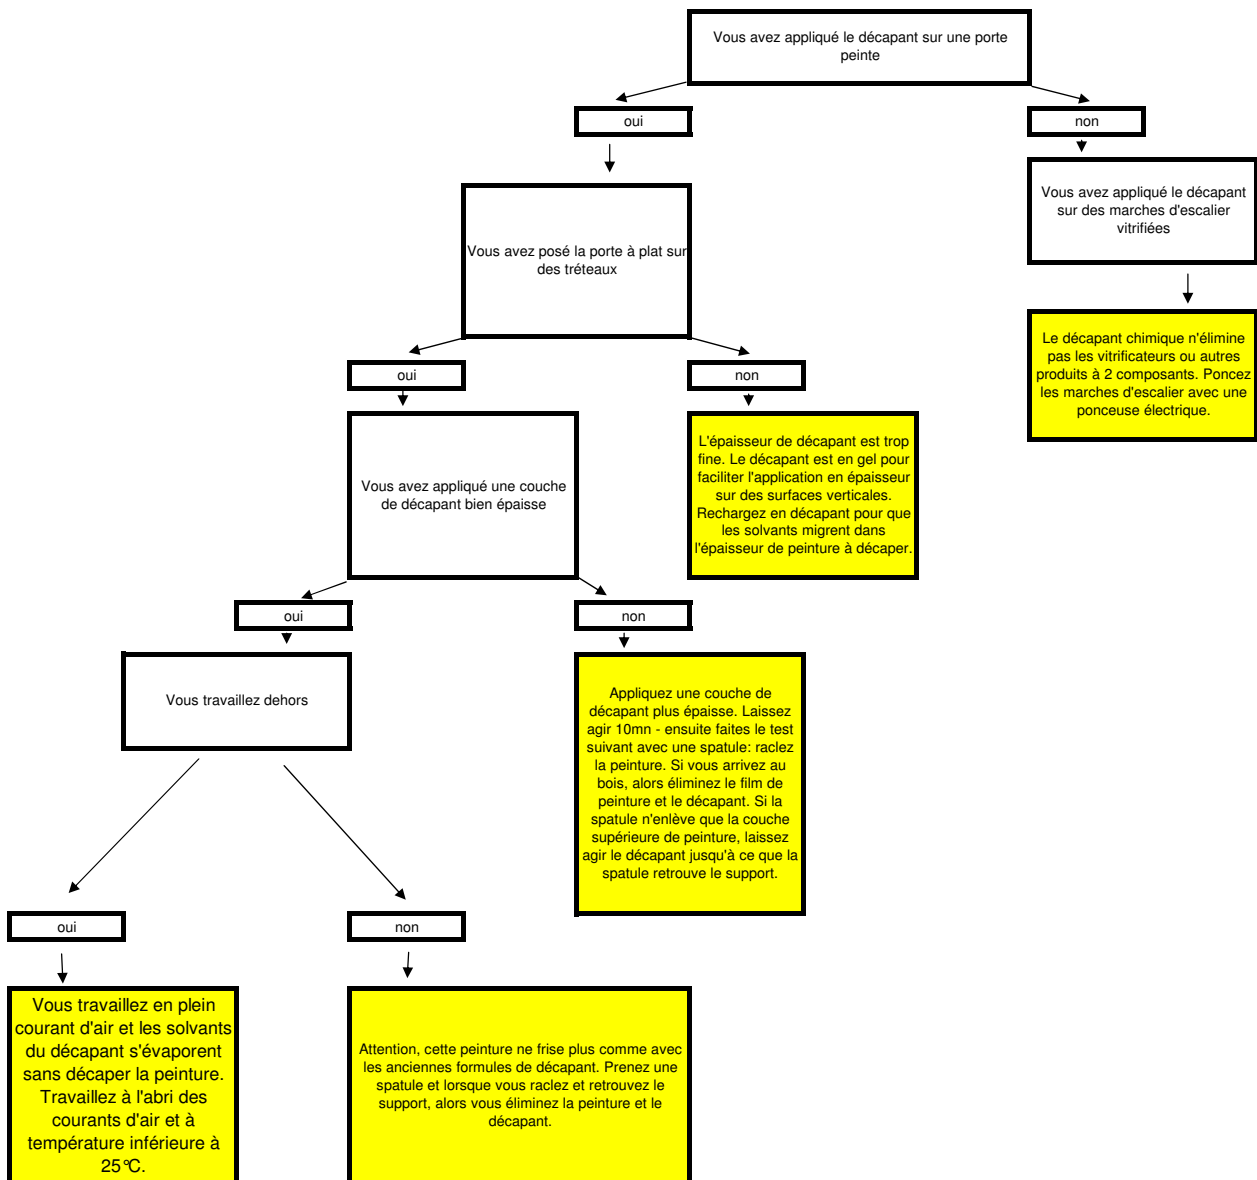 Vous avez appliqué le décapant sur une porte
peinte
oui
non
Vous avez appliqué le décapant
sur des marches d'escalier
vitrifiées
Vous avez posé la porte à plat sur
des tréteaux
Le décapant chimique n'élimine
pas les vitrificateurs ou autres
produits à 2 composants. Poncez
les marches d'escalier avec une
ponceuse électrique.
oui
non
Vous avez appliqué une couche
de décapant bien épaisse
L'épaisseur de décapant est trop
fine. Le décapant est en gel pour
faciliter l'application en épaisseur
sur des surfaces verticales.
Rechargez en décapant pour que
les solvants migrent dans
l'épaisseur de peinture à décaper.
oui
non
Vous travaillez dehors
Appliquez une couche de
décapant plus épaisse. Laissez
agir 10mn - ensuite faites le test
suivant avec une spatule: raclez
la peinture. Si vous arrivez au
bois, alors éliminez le film de
peinture et le décapant. Si la
spatule n'enlève que la couche
supérieure de peinture, laissez
agir le décapant jusqu'à ce que la
spatule retrouve le support.
oui
non
Vous travaillez en plein
courant d'air et les solvants
du décapant s'évaporent
sans décaper la peinture.
Travaillez à l'abri des
courants d'air et à
température inférieure à
25°C.
Attention, cette peinture ne frise plus comme avec
les anciennes formules de décapant. Prenez une
spatule et lorsque vous raclez et retrouvez le
support, alors vous éliminez la peinture et le
décapant.